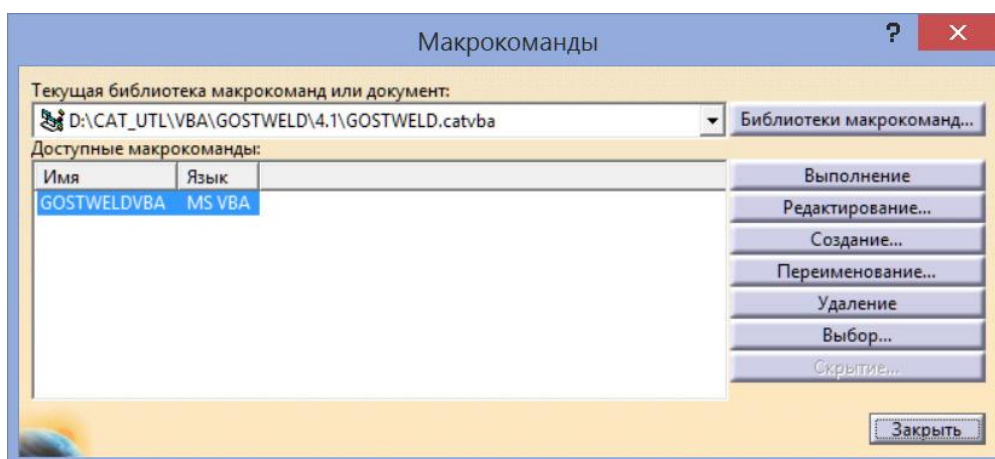 Макрокоманды
?
Текущая библиотека макрокоманд или документ:
D:\CAT_UTL\VBA\GOSTWELD\4.1\GOSTWELD.catvba
Библиотеки макрокоманд...
Доступные макрокоманды:
Имя Язык
GOSTWELDVBA MS VBA
Выполнение
Редактирование...
Создание...
Переименование...
Удаление
Выбор...
Скрытие...
Закрыть